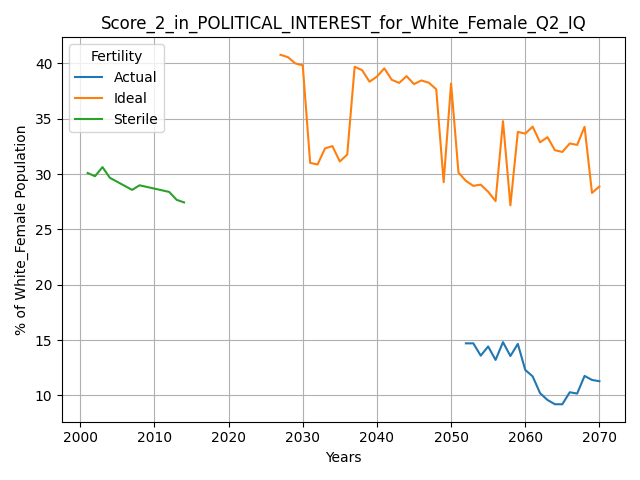 Score_2_in_POLITICAL_INTEREST_for_White_Female_Q2_IQ
Fertility
Actual
Ideal
Sterile
% of White_Female Population
40
35
30
25
20
15
10
2000 2010 2020 2030 2040 2050 2060 2070
Years